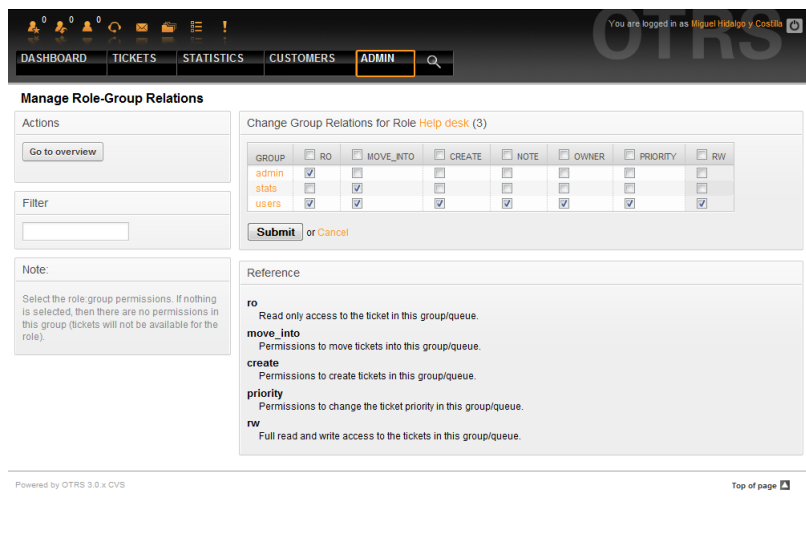 0 0 0
OTRS
You are logged in as Miguel Hidalgo y Costilla
DASHBOARD TICKETS STATISTICS CUSTOMERS ADMIN
Manage Role-Group Relations
Actions
Go to overview
Filter
Note:
Select the role:group permissions. If nothing
is selected, then there are no permissions in
this group (tickets will not be available for the
role).
Change Group Relations for Role Help desk (3)
GROUP RO MOVE_INTO CREATE NOTE OWNER PRIORITY RW
admin
stats
users
Submit or Cancel
Reference
ro
Read only access to the ticket in this group/queue.
move_into
Permissions to move tickets into this group/queue.
create
Permissions to create tickets in this group/queue.
priority
Permissions to change the ticket priority in this group/queue.
rw
Full read and write access to the tickets in this group/queue.
Powered by OTRS 3.0.x CVS
Top of page